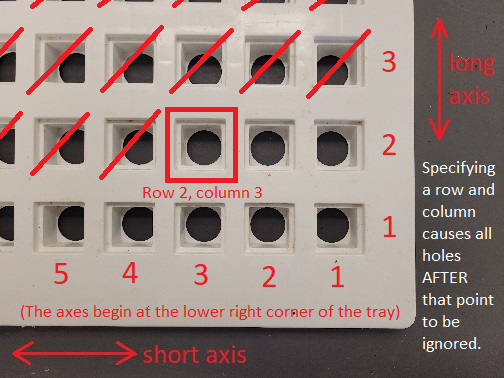 3
long
axis
2
Row 2, column 3
Specifying
a row and
column
causes all
holes
AFTER
that point
to be
ignored.
1
5 4 3 2 1
(The axes begin at the lower right corner of the tray)
short axis